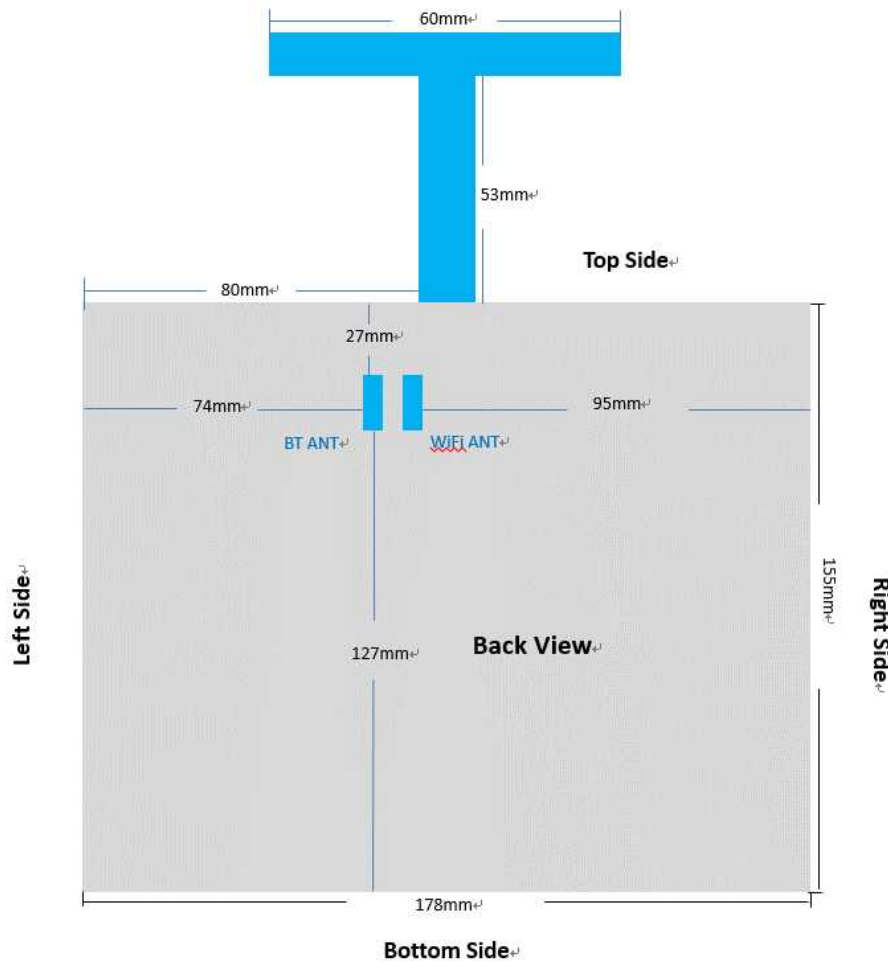 60mm
53mm
Top Side
80mm
27mm
74mm
95mm
BT ANT
WiFi ANT
155mm
Left Side
Right Side
127mm
Back View
178mm
Bottom Side